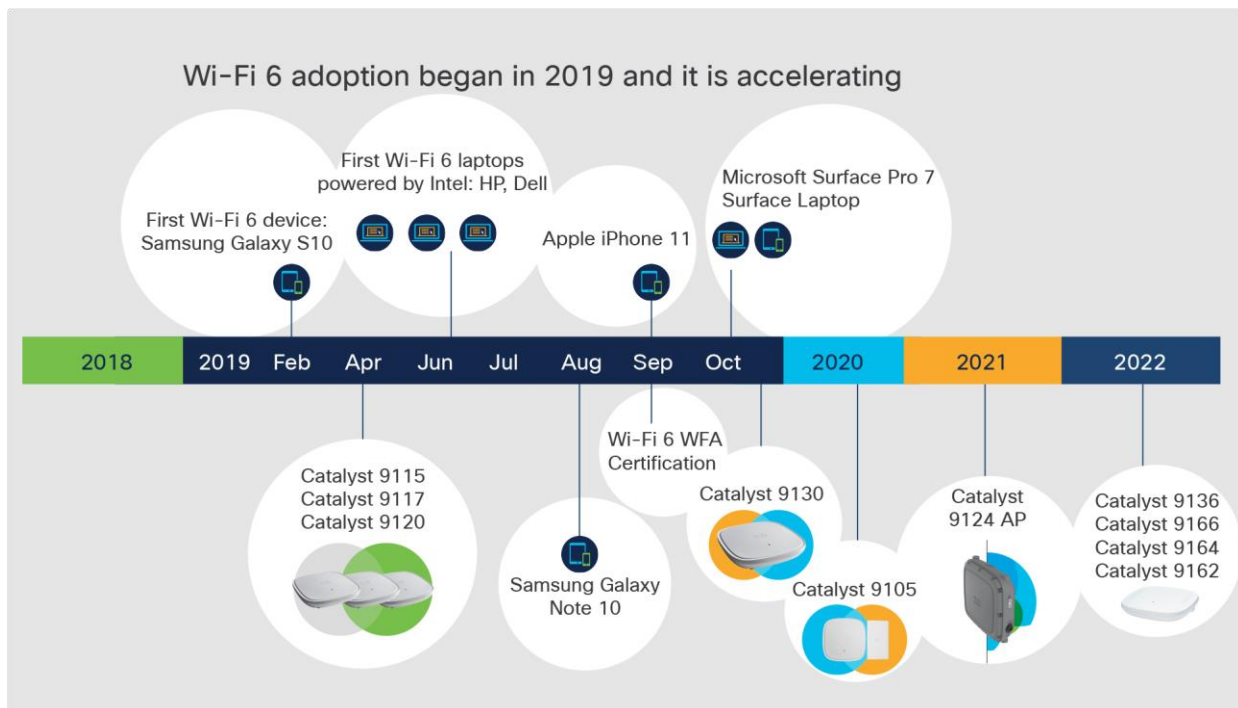 Wi-Fi 6 adoption began in 2019 and it is accelerating
First Wi-Fi 6 device:
Samsung Galaxy S10
First Wi-Fi 6 laptops
powered by Intel: HP, Dell
Apple iPhone 11
Microsoft Surface Pro 7
Surface Laptop
2018 2019 Feb Apr Jun Jul Aug Sep Oct 2020 2021 2022
Catalyst 9115
Catalyst 9117
Catalyst 9120
Samsung Galaxy
Note 10
Wi-Fi 6 WFA
Certification
Catalyst 9130
Catalyst 9105
Catalyst
9124 AP
Catalyst 9136
Catalyst 9166
Catalyst 9164
Catalyst 9162